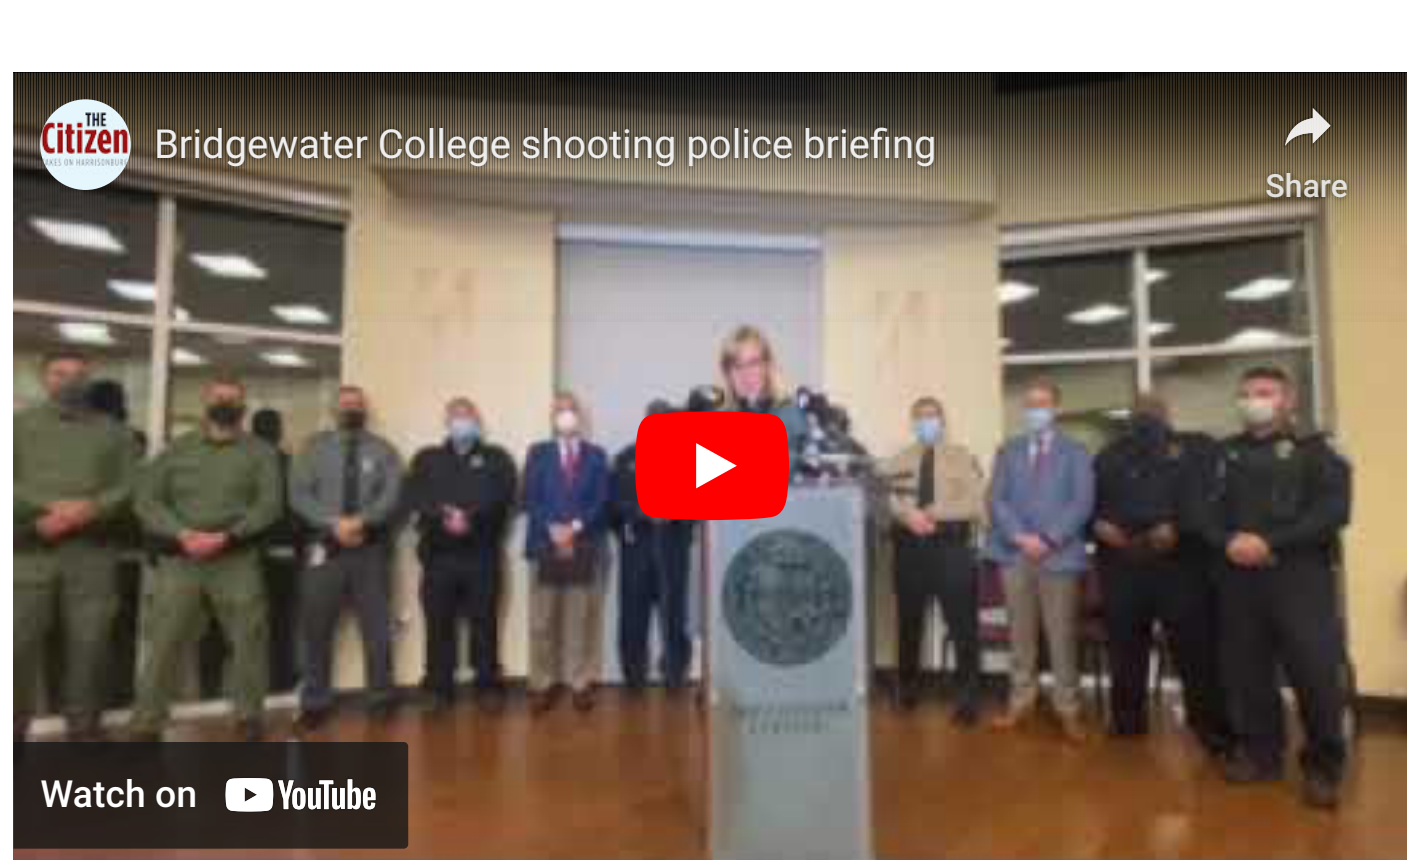 THE
Citizen
Bridgewater College shooting police briefing
Share
Watch on YouTube